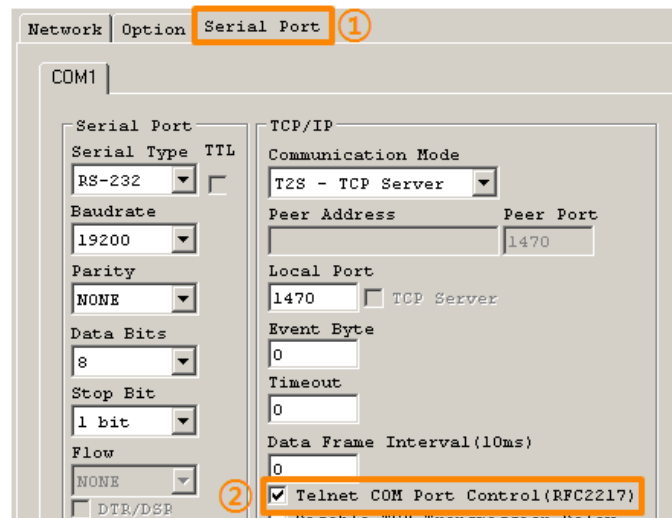 Network Option Serial Port ①
COM1
Serial Port
Serial Type TTL
RS-232
Baudrate
19200
Parity
NONE
Data Bits
8
Stop Bit
1 bit
Flow
NONE
DTR/DSR
TCP/IP
Communication Mode
T2S - TCP Server
Peer Address Peer Port
1470
Local Port
1470 TCP Server
Event Byte
0
Timeout
0
Data Frame Interval(10ms)
0
② Telnet COM Port Control(RFC2217)